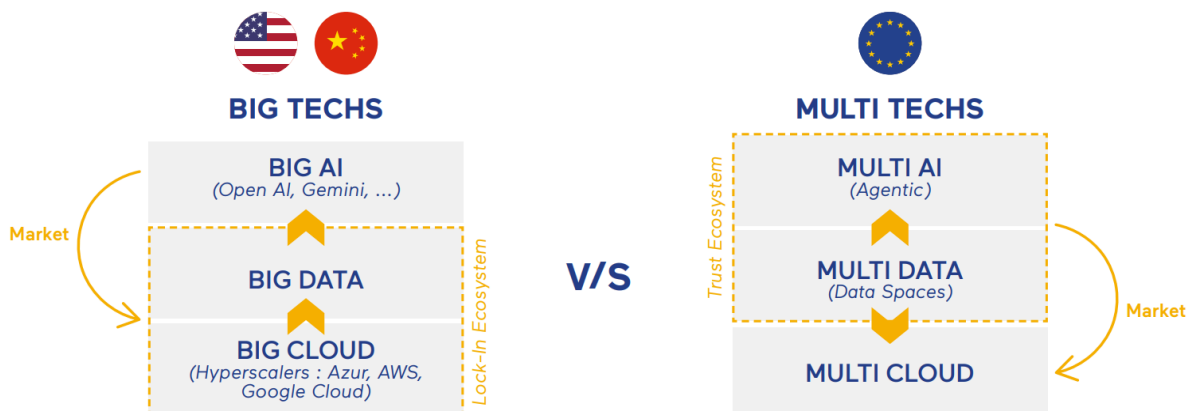 BIG TECHS
BIG AI
(Open AI, Gemini, ...)
Market
BIG DATA
BIG CLOUD
(Hyperscalers : Azur, AWS,
Google Cloud)
Lock-In Ecosystem
V/S
MULTI TECHS
Trust Ecosystem
MULTI AI
(Agentic)
MULTI DATA
(Data Spaces)
Market
MULTI CLOUD